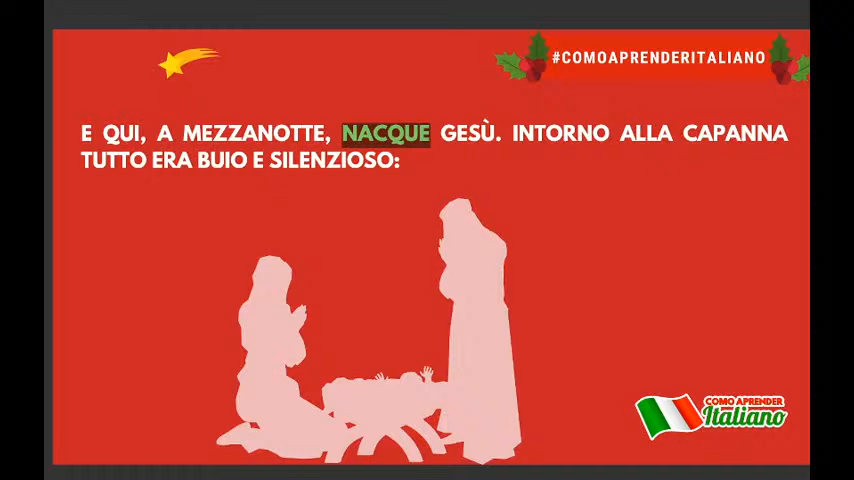 #COMOAPRENDERITALIANO
E QUI, A MEZZANOTTE, NACQUE GESÙ. INTORNO ALLA CAPANNA
TUTTO ERA BUIO E SILENZIOSO:
COMO APRENDER
Italiano